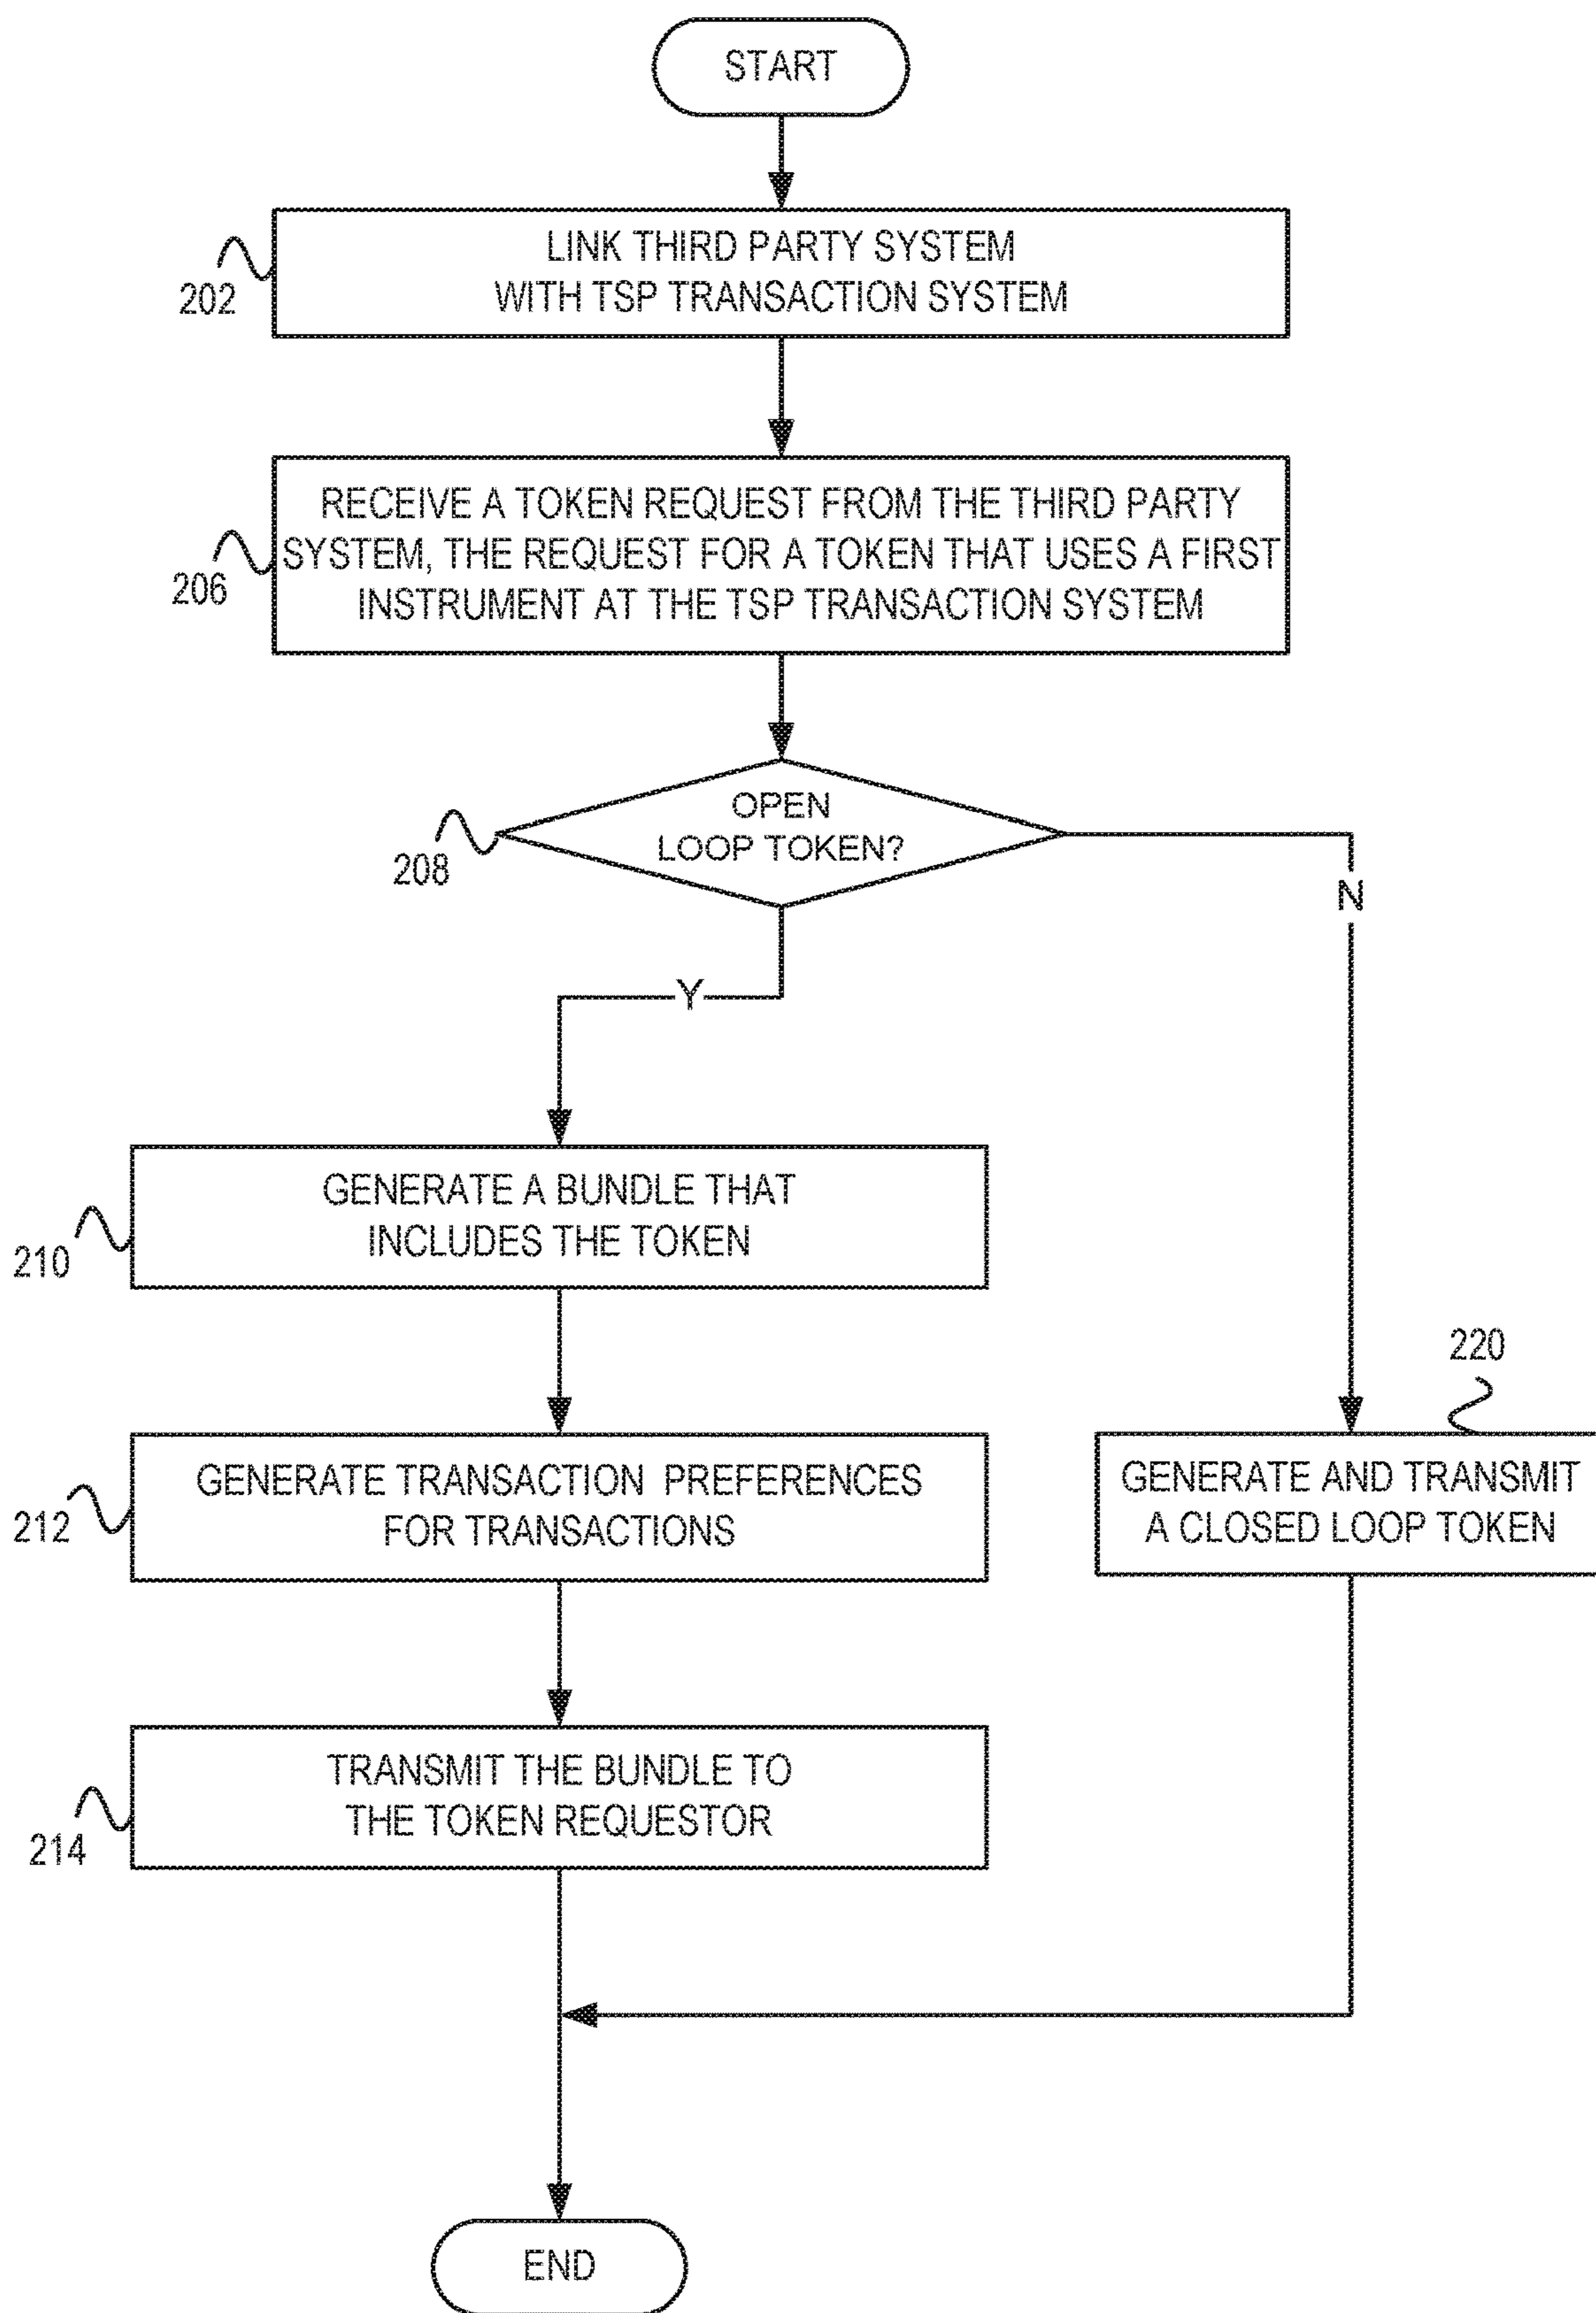 START
LINK THIRD PARTY SYSTEM
WITH TSP TRANSACTION SYSTEM
202
RECEIVE A TOKEN REQUEST FROM THE THIRD PARTY
SYSTEM, THE REQUEST FOR A TOKEN THAT USES A FIRST
INSTRUMENT AT THE TSP TRANSACTION SYSTEM
206
OPEN
LOOP TOKEN?
208
N
Y
GENERATE A BUNDLE THAT
INCLUDES THE TOKEN
210
220
GENERATE TRANSACTION PREFERENCES
FOR TRANSACTIONS
212
GENERATE AND TRANSMIT
A CLOSED LOOP TOKEN
TRANSMIT THE BUNDLE TO
THE TOKEN REQUESTOR
214
END